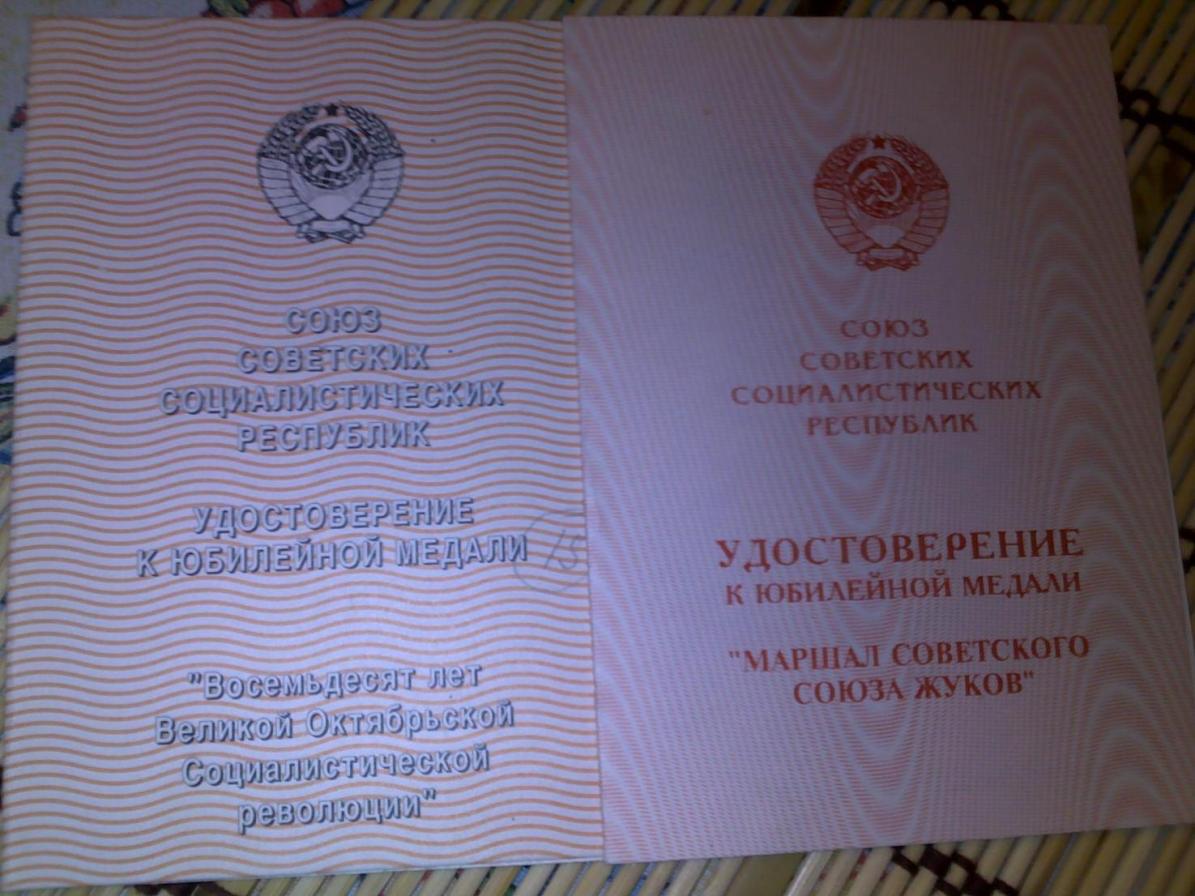 СОЮЗ
СОВЕТСКИХ
СОЦИАЛИСТИЧЕСКИХ
РЕСПУБЛИК
УДОСТОВЕРЕНИЕ
К ЮБИЛЕЙНОЙ МЕДАЛИ
"Восемьдесят лет
Великой Октябрьской
Социалистической
революции"
СОЮЗ
СОВЕТСКИХ
СОЦИАЛИСТИЧЕСКИХ
РЕСПУБЛИК
УДОСТОВЕРЕНИЕ
К ЮБИЛЕЙНОЙ МЕДАЛИ
"МАРШАЛ СОВЕТСКОГО
СОЮЗА ЖУКОВ"